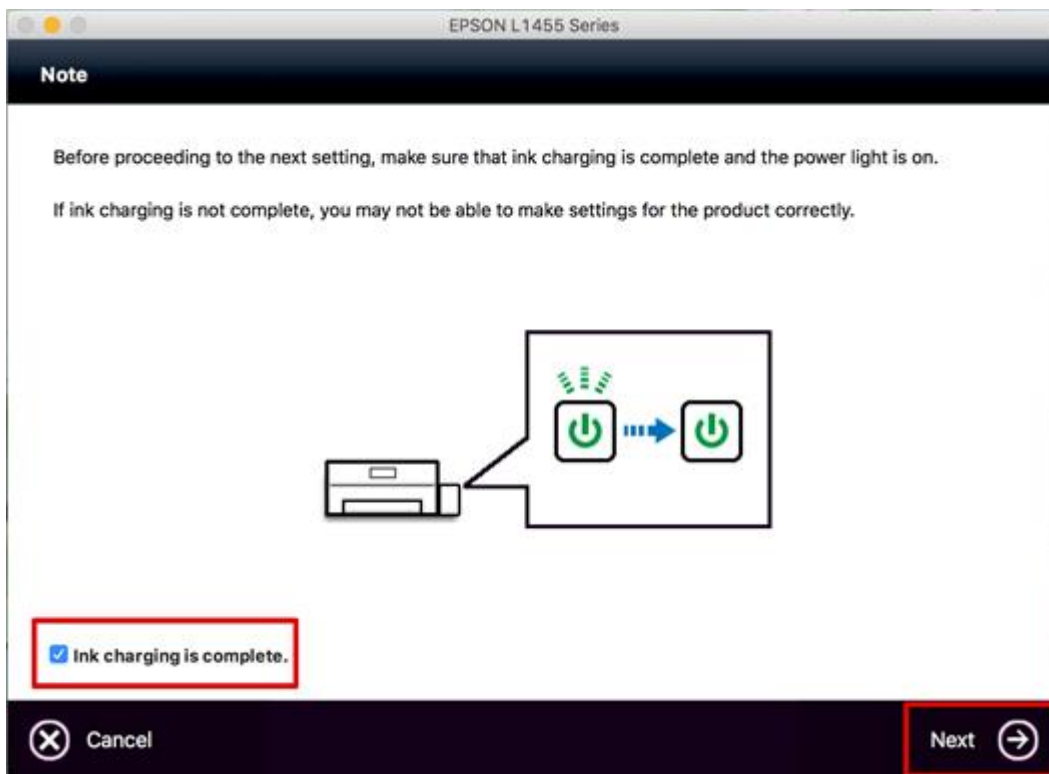 EPSON L1455 Series
Note
Before proceeding to the next setting, make sure that ink charging is complete and the power light is on.
If ink charging is not complete, you may not be able to make settings for the product correctly.
Ink charging is complete.
Cancel
Next